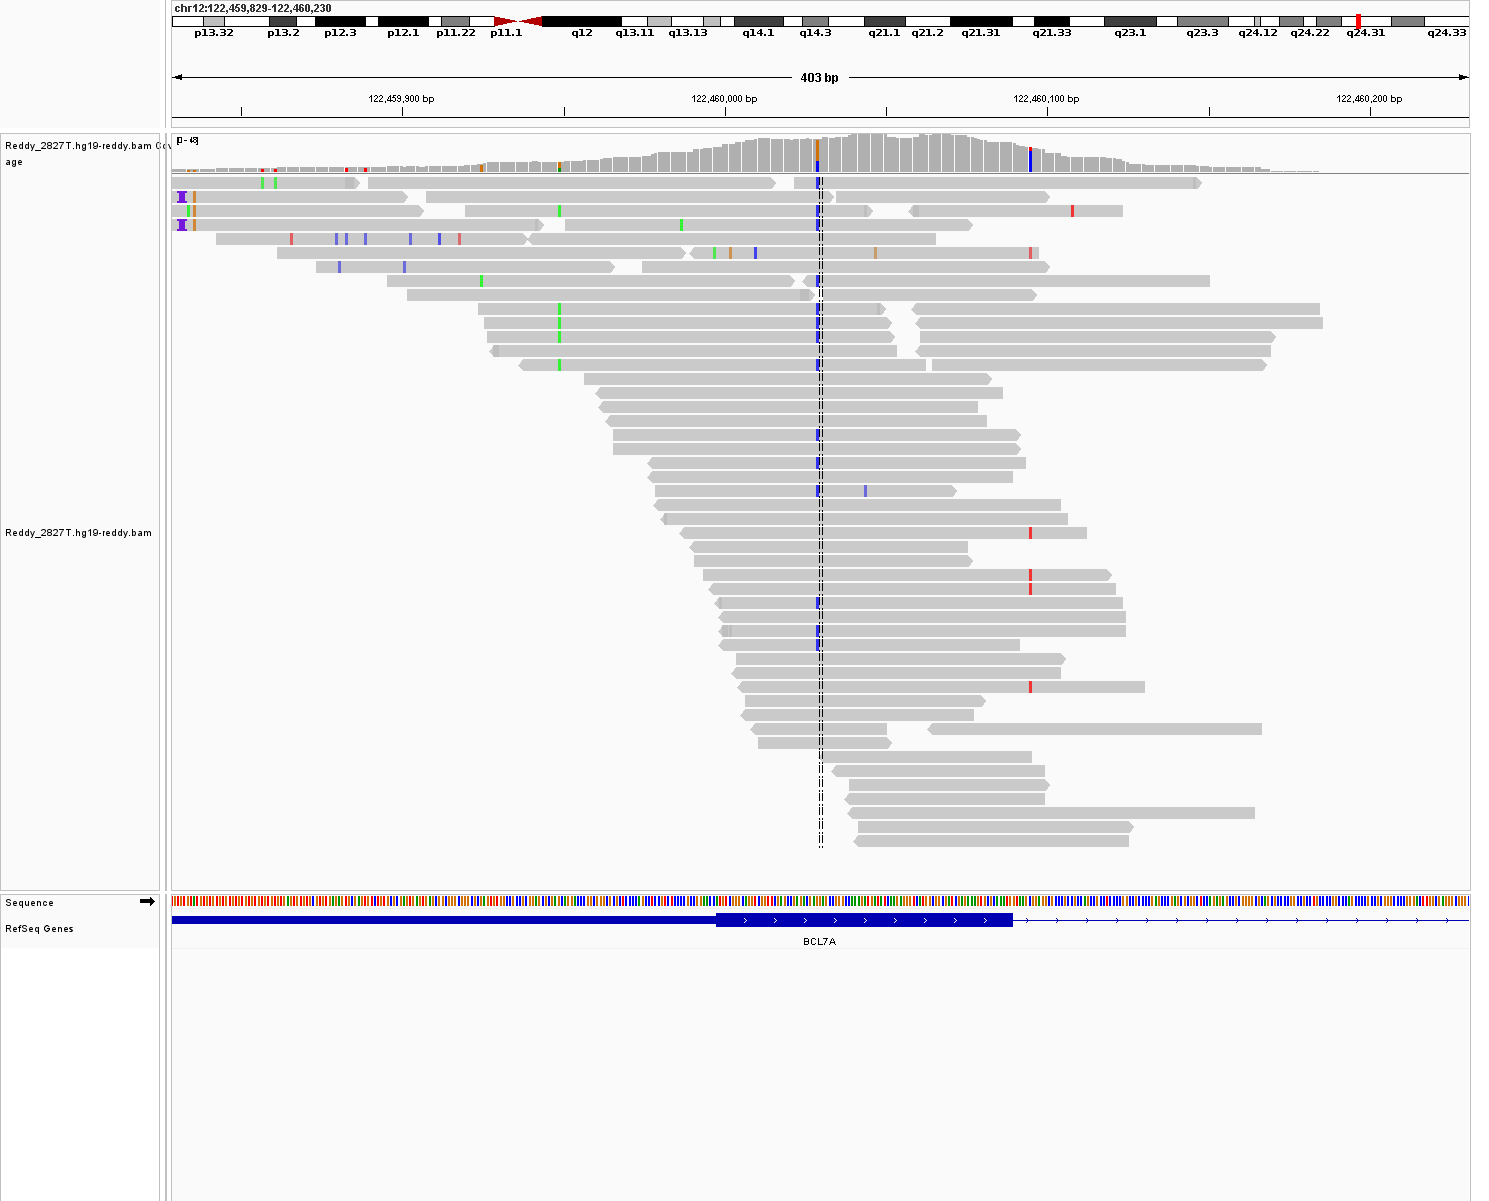 chr12:122,459,829-122,460,230
p13.32 p13.2 p12.3 p12.1 p11.22 p11.1 q12 q13.11 q13.13 q14.1 q14.3 q21.1 q21.2 q21.31 q21.33 q23.1 q23.3 q24.12 q24.22 q24.31 q24.33
403 bp
122,459,900 bp 122,460,000 bp 122,460,100 bp 122,460,200 bp
Reddy_2827T.hg19-reddy.bam Cov
age
Reddy_2827T.hg19-reddy.bam
Sequence
RefSeq Genes
BCL7A